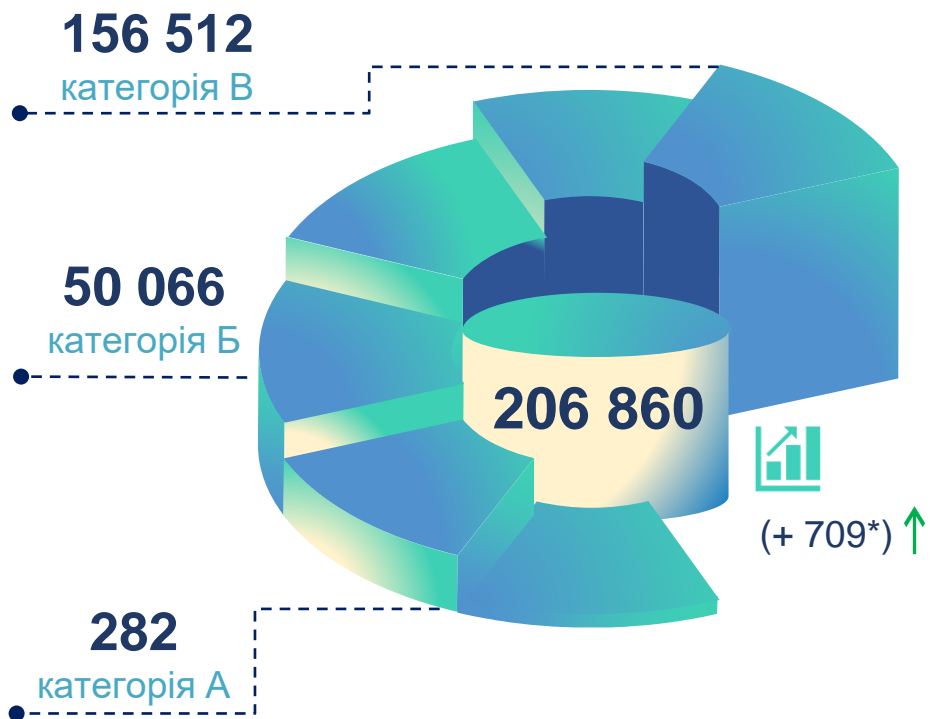 156 512
категорія В
50 066
категорія Б
206 860
(+ 709*)
282
категорія А